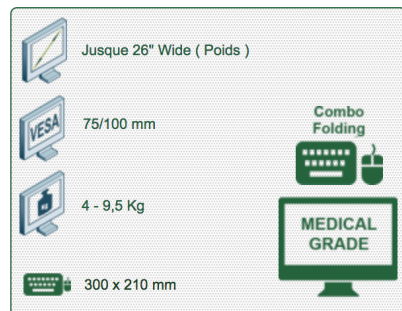 Jusque 26" Wide ( Poids )
VESA
75/100 mm
4 - 9,5 Kg
300 x 210 mm
Combo
Folding
MEDICAL
GRADE